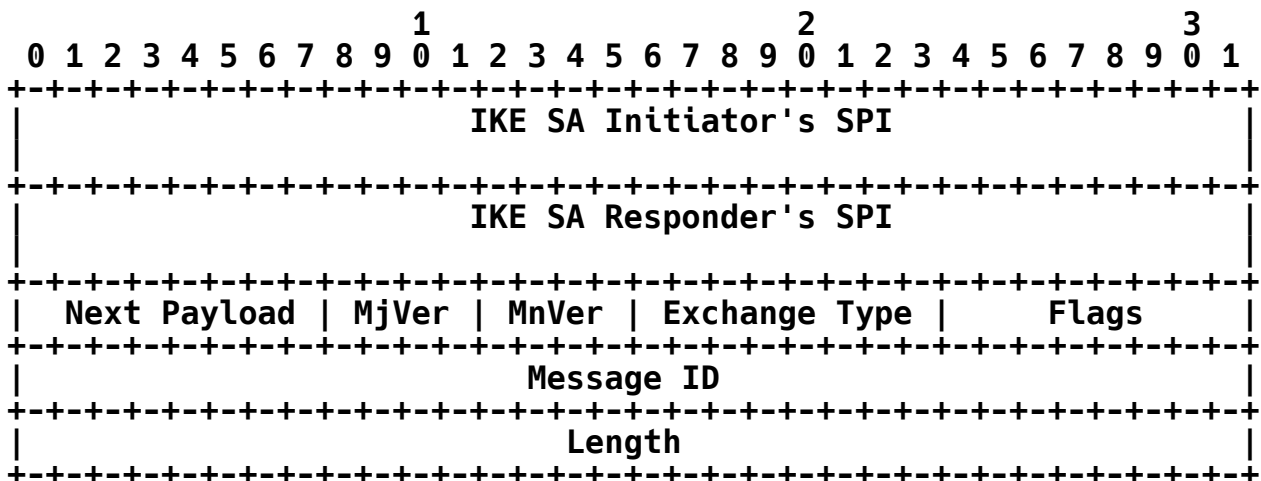 1                   2                   3
 0 1 2 3 4 5 6 7 8 9 0 1 2 3 4 5 6 7 8 9 0 1 2 3 4 5 6 7 8 9 0 1
+-+-+-+-+-+-+-+-+-+-+-+-+-+-+-+-+-+-+-+-+-+-+-+-+-+-+-+-+-+-+-+-+
|                       IKE SA Initiator's SPI                  |
|                                                               |
+-+-+-+-+-+-+-+-+-+-+-+-+-+-+-+-+-+-+-+-+-+-+-+-+-+-+-+-+-+-+-+-+
|                       IKE SA Responder's SPI                  |
|                                                               |
+-+-+-+-+-+-+-+-+-+-+-+-+-+-+-+-+-+-+-+-+-+-+-+-+-+-+-+-+-+-+-+-+
|  Next Payload | MjVer | MnVer | Exchange Type |     Flags     |
+-+-+-+-+-+-+-+-+-+-+-+-+-+-+-+-+-+-+-+-+-+-+-+-+-+-+-+-+-+-+-+-+
|                          Message ID                           |
+-+-+-+-+-+-+-+-+-+-+-+-+-+-+-+-+-+-+-+-+-+-+-+-+-+-+-+-+-+-+-+-+
|                            Length                             |
+-+-+-+-+-+-+-+-+-+-+-+-+-+-+-+-+-+-+-+-+-+-+-+-+-+-+-+-+-+-+-+-+